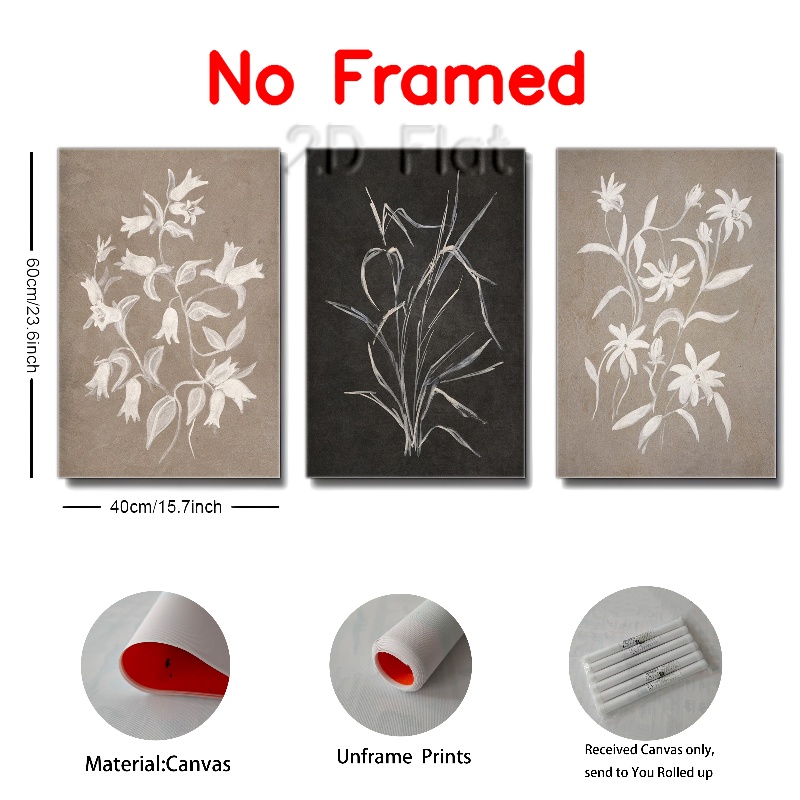 No Framed
2D Flat
60cm/23.6inch
40cm/15.7inch
Material:Canvas
Unframe Prints
Received Canvas only,
send to You Rolled up